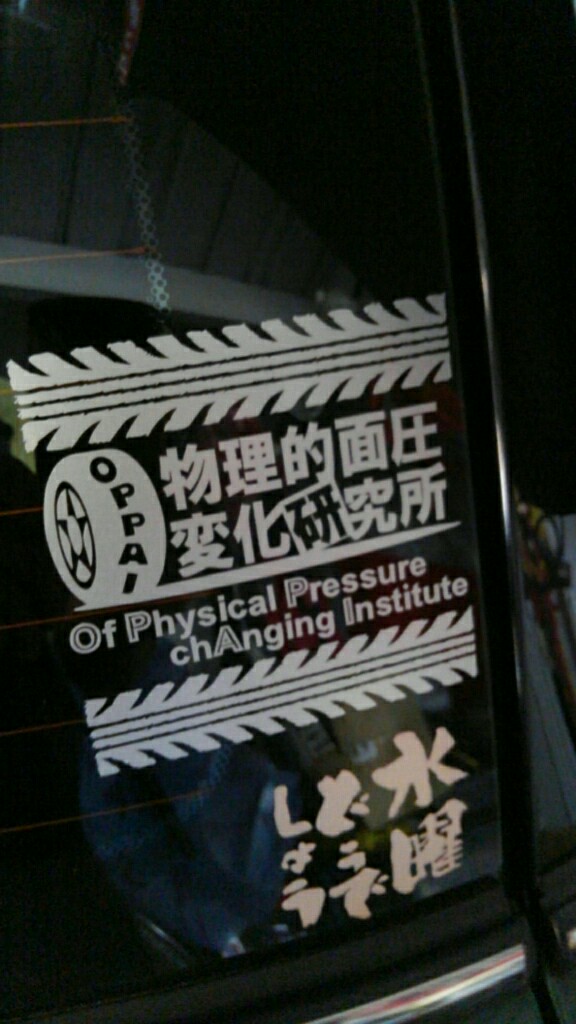 OPPAI
物理的面圧
変化研究所
Of Physical Pressure
chAnging Institute
水曜
どうで
しょう